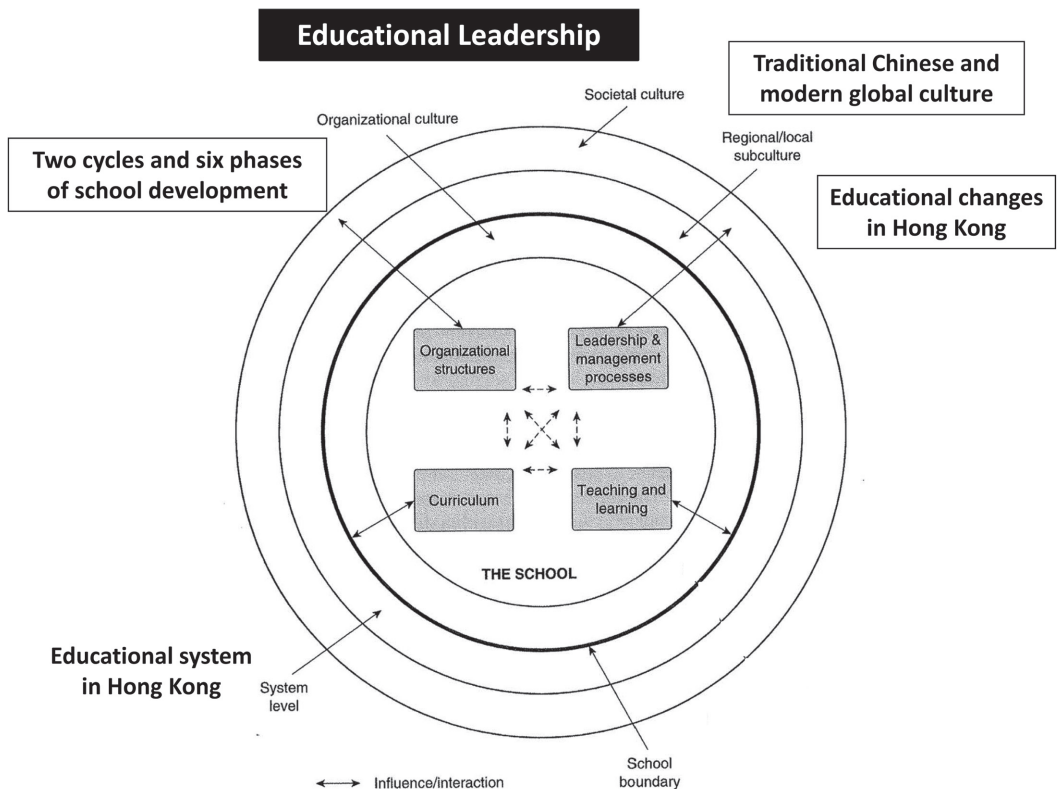 Educational Leadership
Traditional Chinese and
modern global culture
Societal culture
Organizational culture
Regional/local
subculture
Two cycles and six phases
of school development
Educational changes
in Hong Kong
Organizational
structures
Leadership &
management
processes
Curriculum
Teaching and
learning
THE SCHOOL
Educational system
in Hong Kong
System
level
School
boundary
Influence/interaction